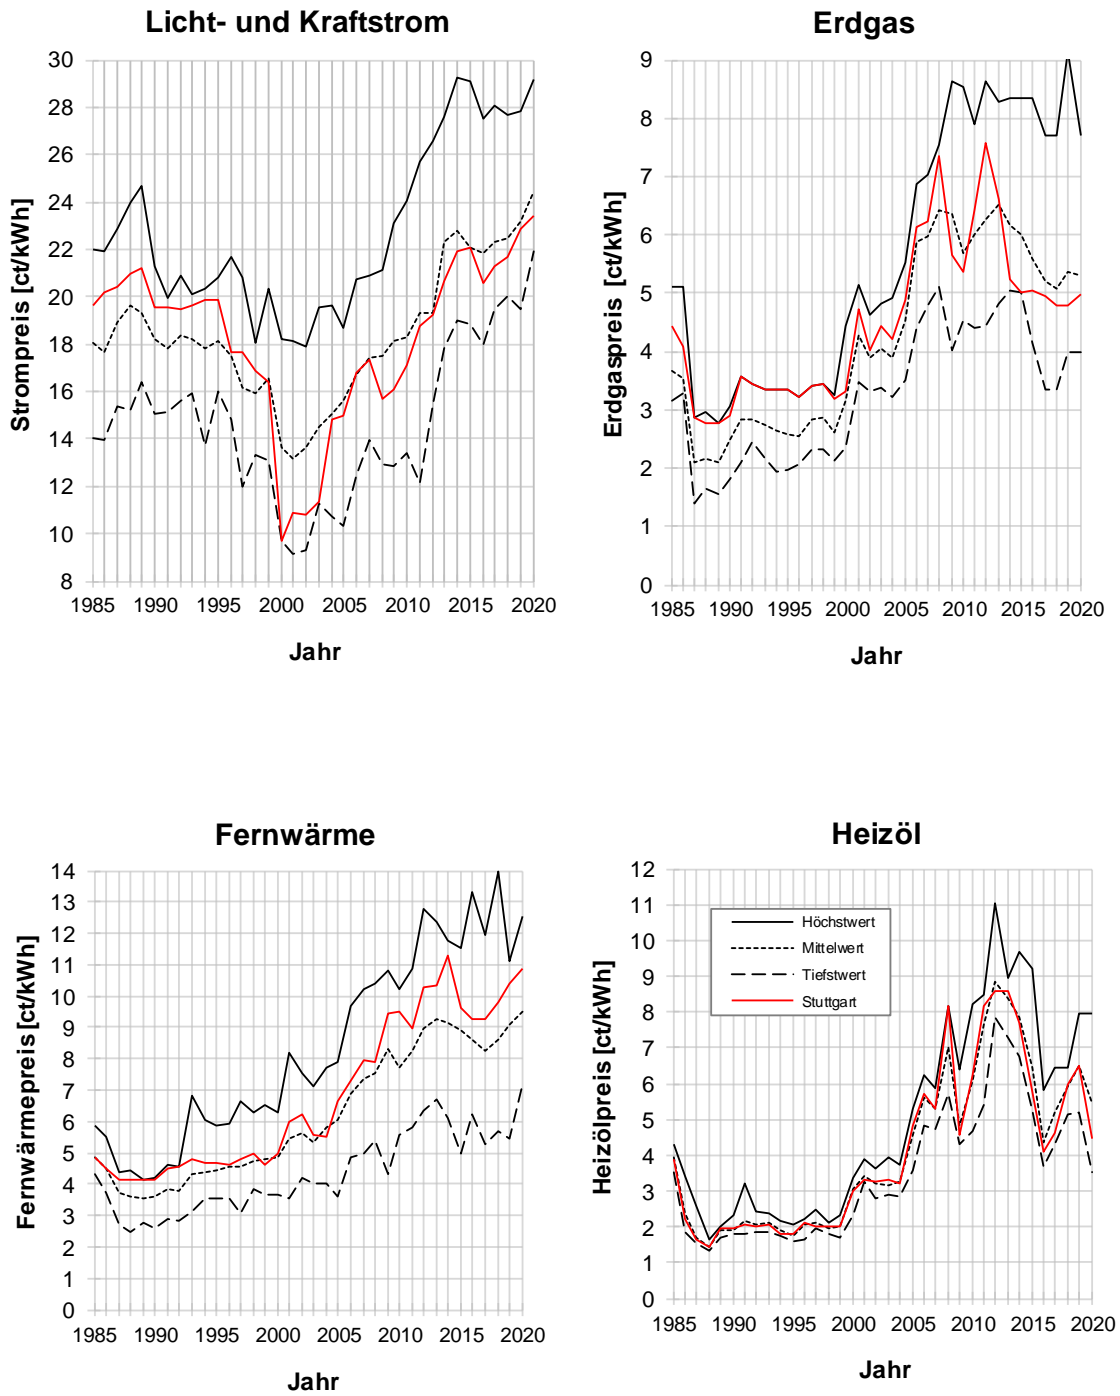 Licht- und Kraftstrom
Strompreis [ct/kWh]
30
28
26
24
22
20
18
16
14
12
10
8
1985 1990 1995 2000 2005 2010 2015 2020
Jahr
Erdgas
Erdgaspreis [ct/kWh]
9
8
7
6
5
4
3
2
1
0
1985 1990 1995 2000 2005 2010 2015 2020
Jahr
Fernwärme
Fernwärmepreis [ct/kWh]
14
13
12
11
10
9
8
7
6
5
4
3
2
1
0
1985 1990 1995 2000 2005 2010 2015 2020
Jahr
Heizöl
Heizölpreis [ct/kWh]
12
11
10
9
8
7
6
5
4
3
2
1
0
Höchstwert
Mittelwert
Tiefstwert
Stuttgart
1985 1990 1995 2000 2005 2010 2015 2020
Jahr